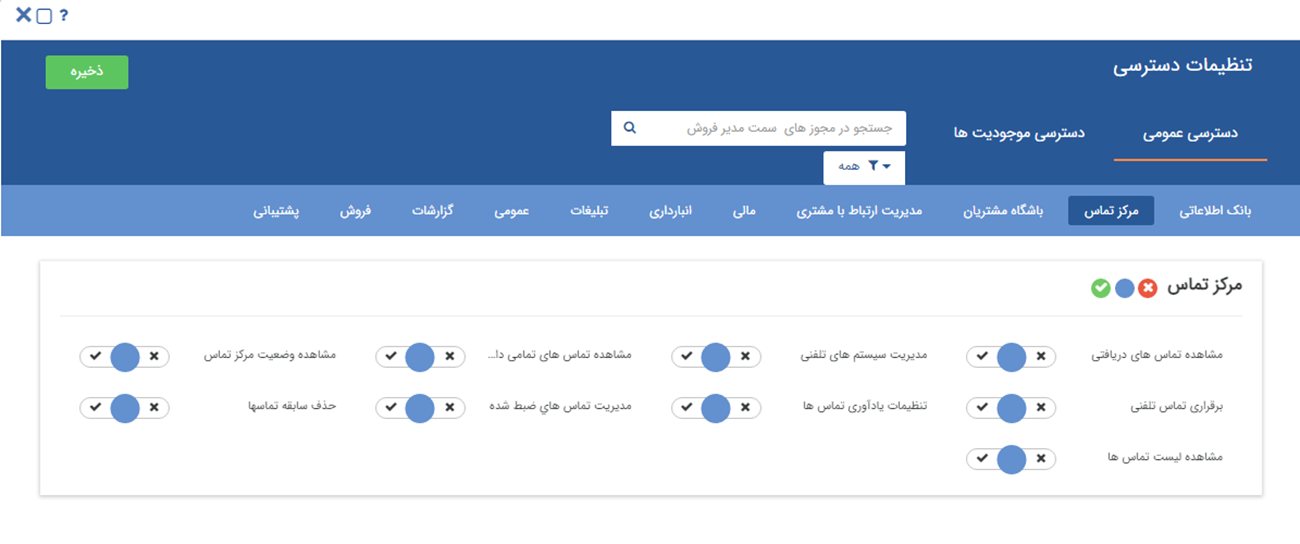 ?
تنظیمات دسترسی
ذخیره
دسترسی عمومی
دسترسی موجودیت ها
جستجو در مجوز های سمت مدیر فروش
همه
بانک اطلاعاتی
مرکز تماس
باشگاه مشتریان
مدیریت ارتباط با مشتری
مالی
انبارداری
تبلیغات
عمومی
گزارشات
فروش
پشتیبانی
مرکز تماس
مشاهده تماس های دریافتی
مدیریت سیستم های تلفنی
مشاهده تماس های تمامی دا...
مشاهده وضعیت مرکز تماس
برقراری تماس تلفنی
تنظیمات یادآوری تماس ها
مدیریت تماس هاي ضبط شده
حذف سابقه تماسها
مشاهده لیست تماس ها